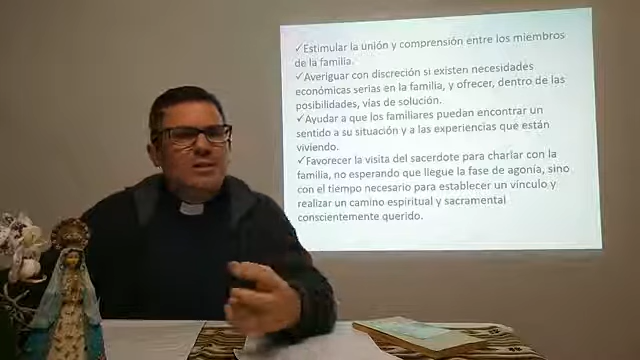 ✓Estimular la unión y comprensión entre los miembros
de la familia.
✓Averiguar con discreción si existen necesidades
económicas serias en la familia, y ofrecer, dentro de las
posibilidades, vías de solución.
✓Ayudar a que los familiares puedan encontrar un
sentido a su situación y a las experiencias que están
viviendo.
✓Favorecer la visita del sacerdote para charlar con la
familia, no esperando que llegue la fase de agonía, sino
con el tiempo necesario para establecer un vínculo y
realizar un camino espiritual y sacramental
conscientemente querido.